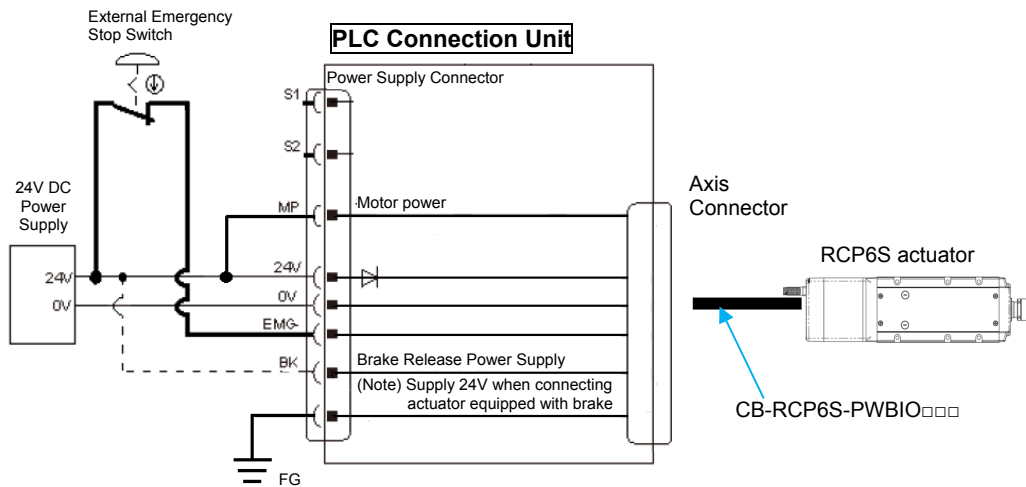 External Emergency
Stop Switch
PLC Connection Unit
Power Supply Connector
S1
S2
24V DC
Power
Supply
MP
Motor power
Axis
Connector
RCP6S actuator
24V
24V
0V
0V
EMG-
BK
Brake Release Power Supply
(Note) Supply 24V when connecting
actuator equipped with brake
CB-RCP6S-PWBIO□□□
FG